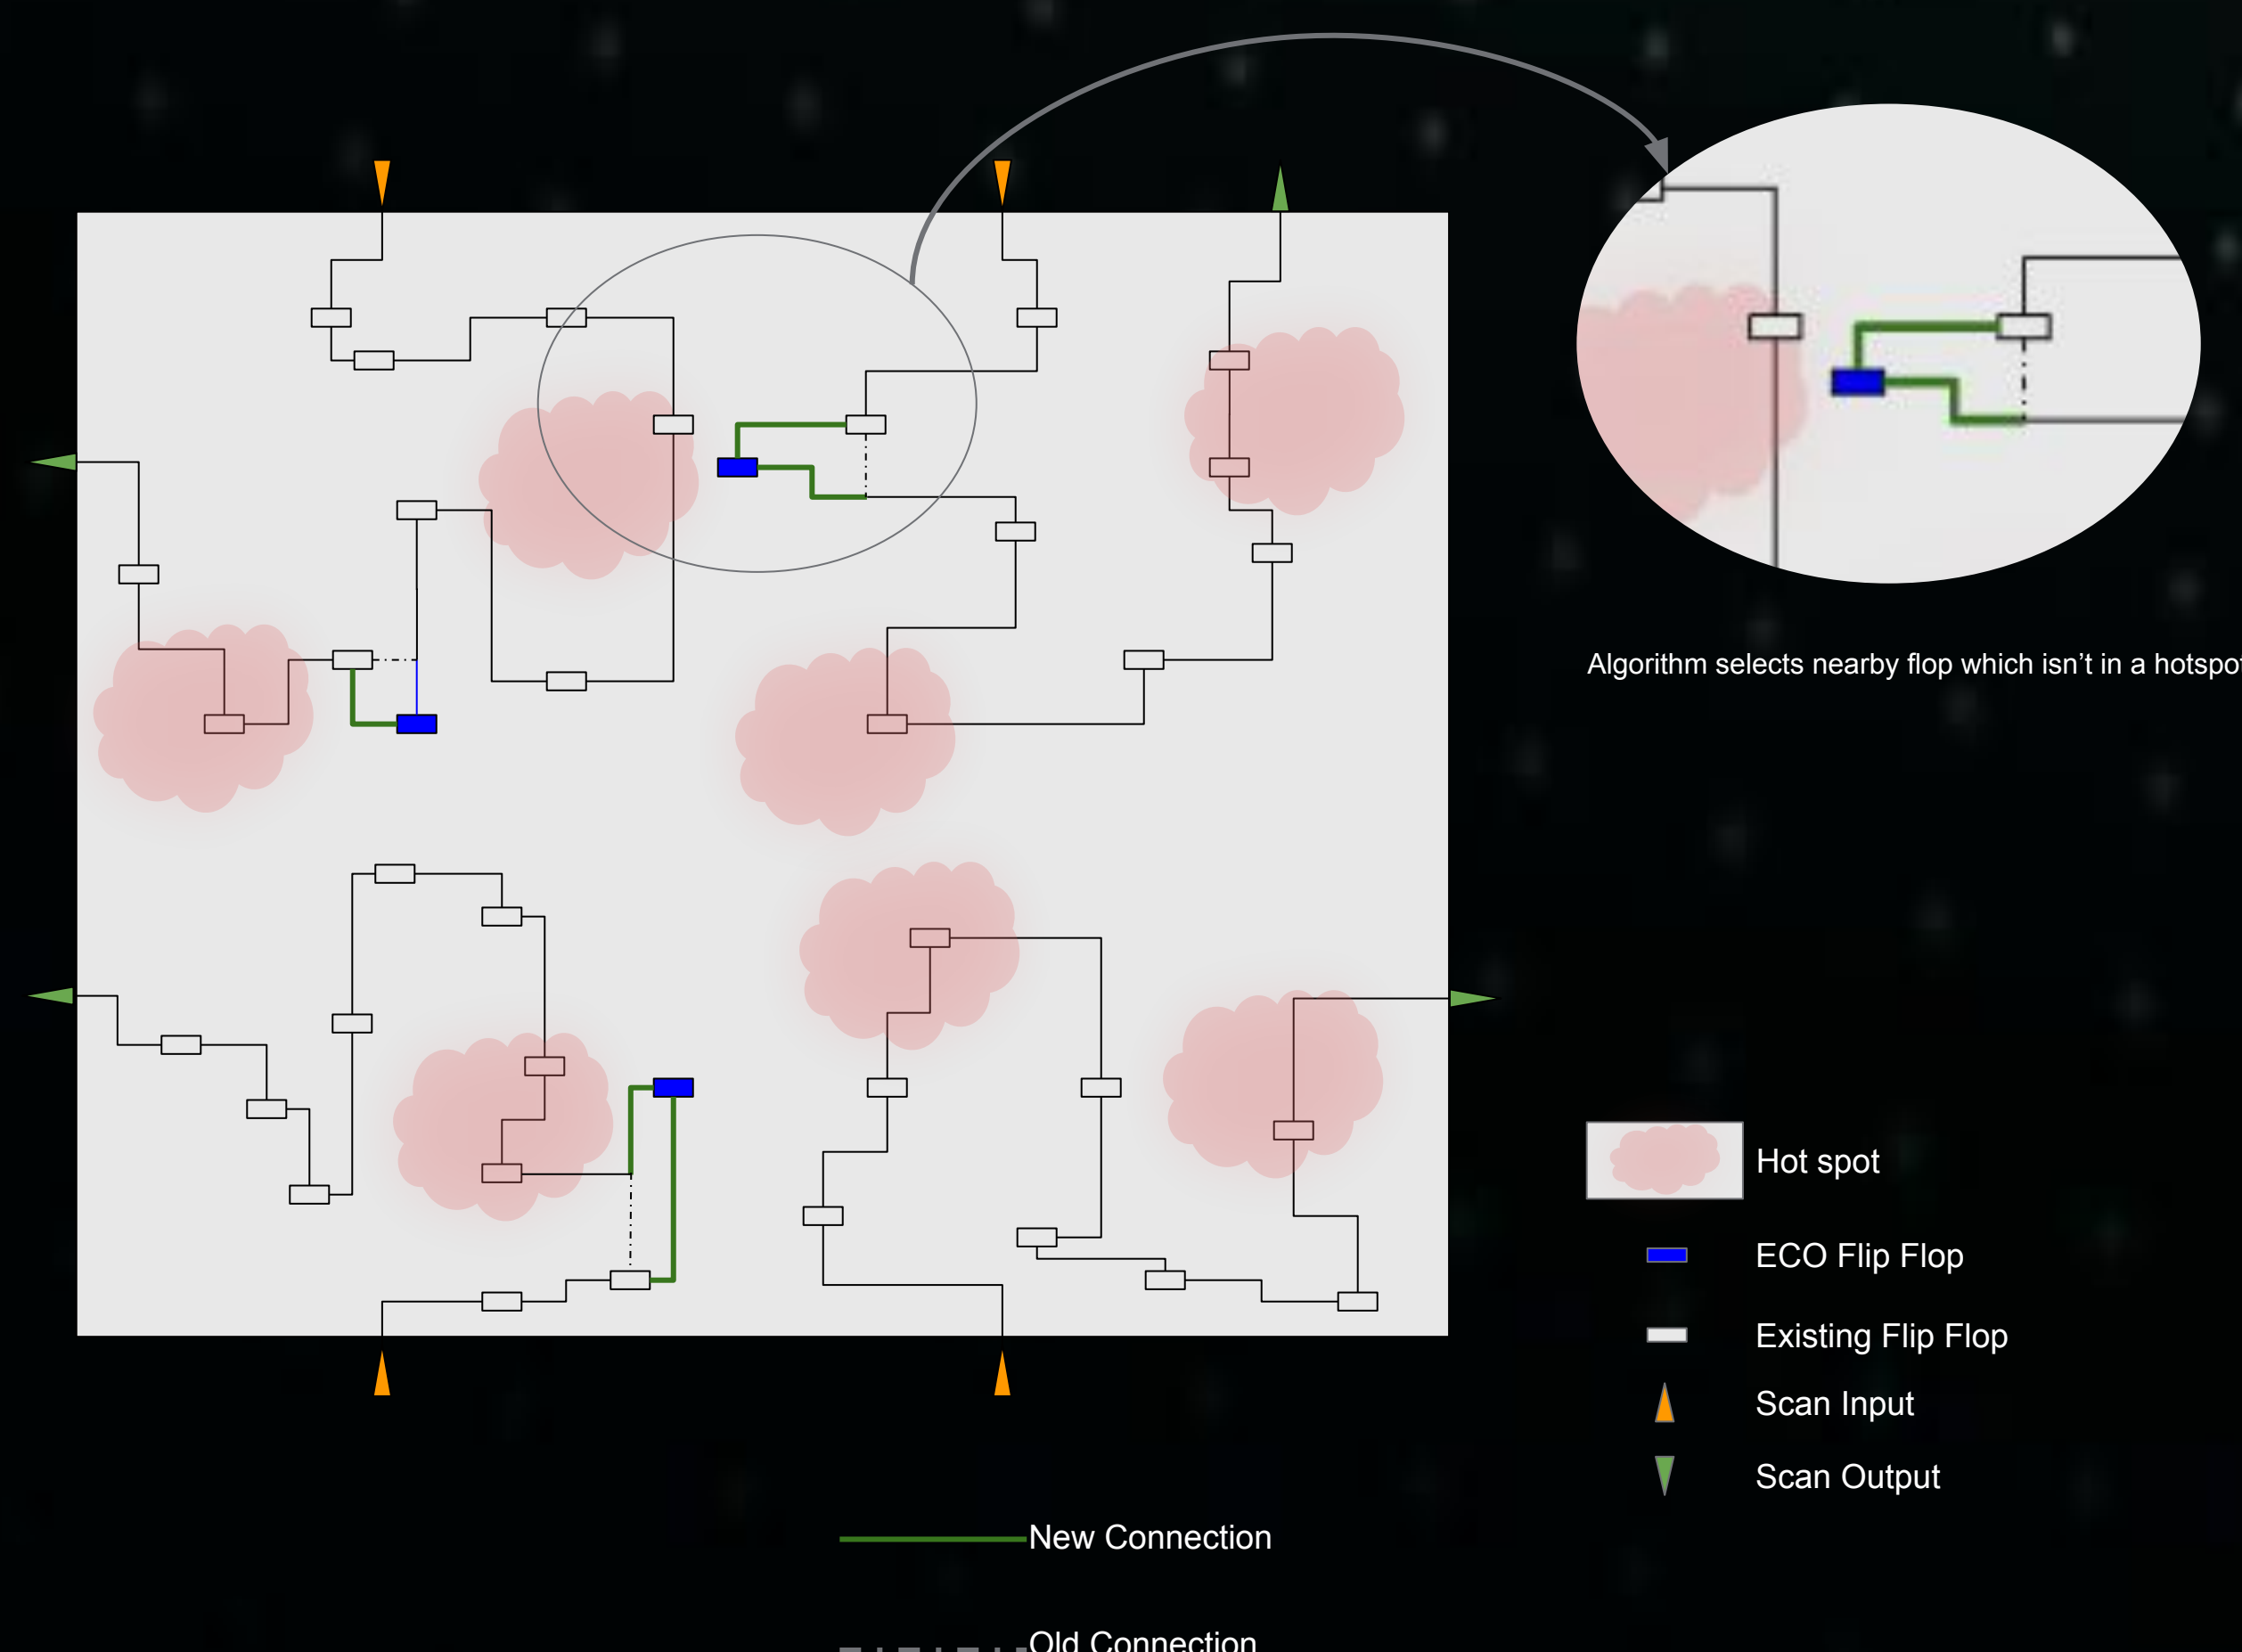 Algorithm selects nearby flop which isn’t in a hotspot
Hot spot
ECO Flip Flop
Existing Flip Flop
Scan Input
Scan Output
New Connection
Old Connection